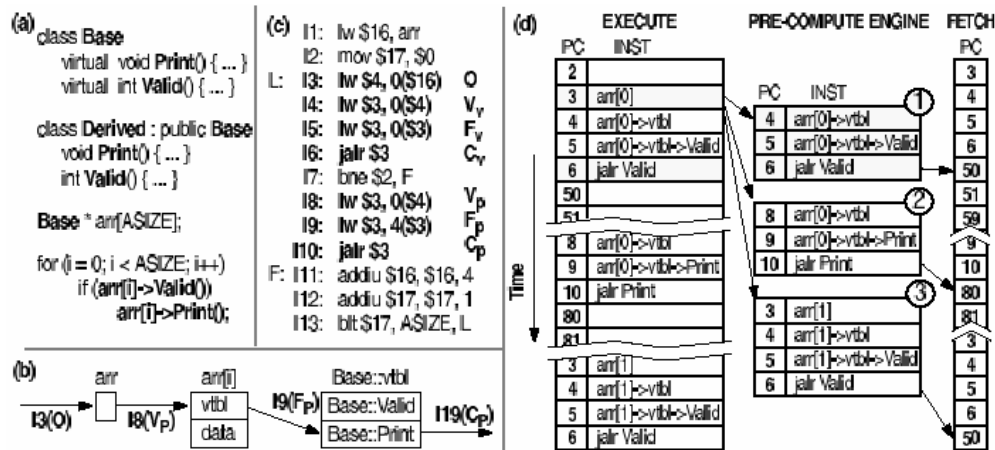 (a)
class Base
virtual void Print() { ... }
virtual int Valid() { ... }
class Derived : public Base
void Print() { ... }
int Valid() { ... }
Base * arr[ASIZE];
for (i = 0; i < ASIZE; i++)
if (arr[i]->Valid())
arr[i]->Print();
(b)
arr
arr[i]
Base::vtbl
I3(O)
I8(VP)
vtbl
data
I9(FP)
Base::Valid
Base::Print
I19(CP)
(c)
I1: lw $16, arr
I2: mov $17, $0
L: I3: lw $4, 0($16) O
I4: lw $3, 0($4) Vv
I5: lw $3, 0($3) Fv
I6: jalr $3 Cv
I7: bne $2, F
I8: lw $3, 0($4) Vp
I9: lw $3, 4($3) Fp
I10: jalr $3 Cp
F: I11: addiu $16, $16, 4
I12: addiu $17, $17, 1
I13: blt $17, ASIZE, L
(d)
EXECUTE
PC INST
2
3 arr[0]
4 arr[0]->vtbl
5 arr[0]->vtbl->Valid
6 jalr Valid
50
51
8 arr[0]->vtbl
9 arr[0]->vtbl->Print
10 jalr Print
80
81
3 arr[1]
4 arr[1]->vtbl
5 arr[1]->vtbl->Valid
6 jalr Valid
Time
PRE-COMPUTE ENGINE
PC INST
1
4 arr[0]->vtbl
5 arr[0]->vtbl->Valid
6 jalr Valid
2
8 arr[0]->vtbl
9 arr[0]->vtbl->Print
10 jalr Print
3
3 arr[1]
4 arr[1]->vtbl
5 arr[1]->vtbl->Valid
6 jalr Valid
FETCH
PC
3
4
5
6
50
51
59
9
10
80
81
3
4
5
6
50